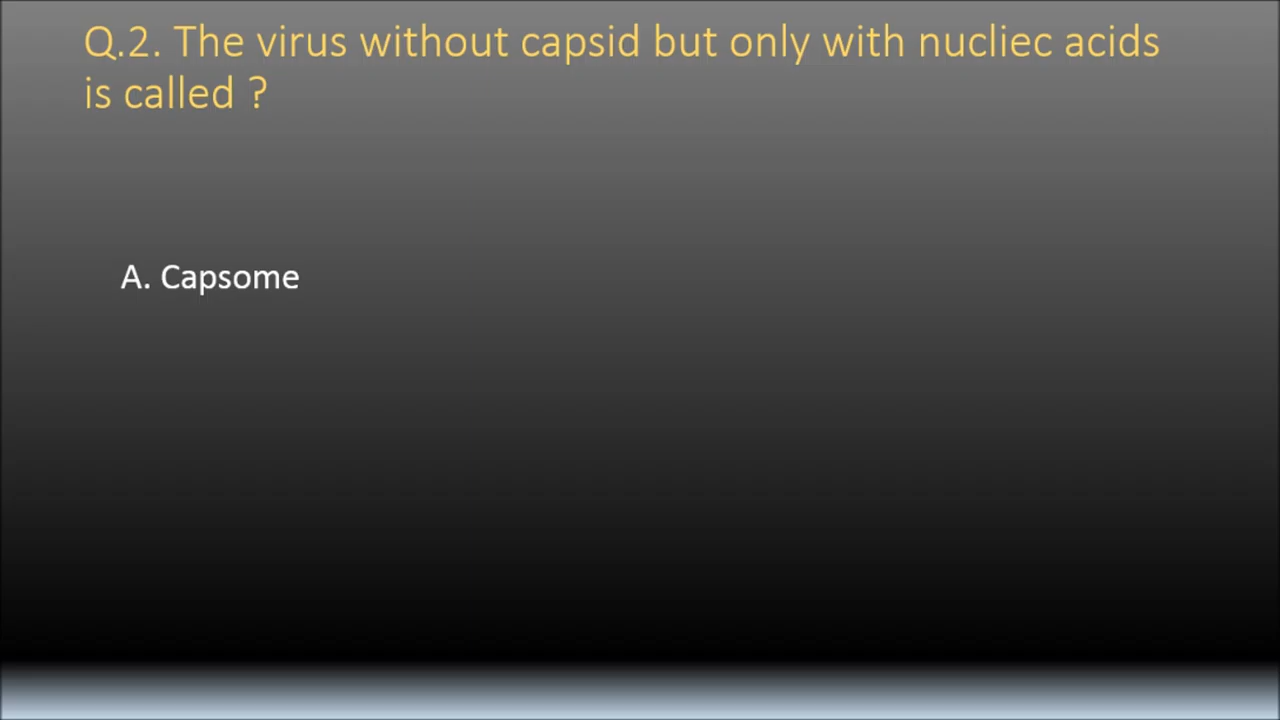 Q.2. The virus without capsid but only with nucliec acids
is called ?
A. Capsome